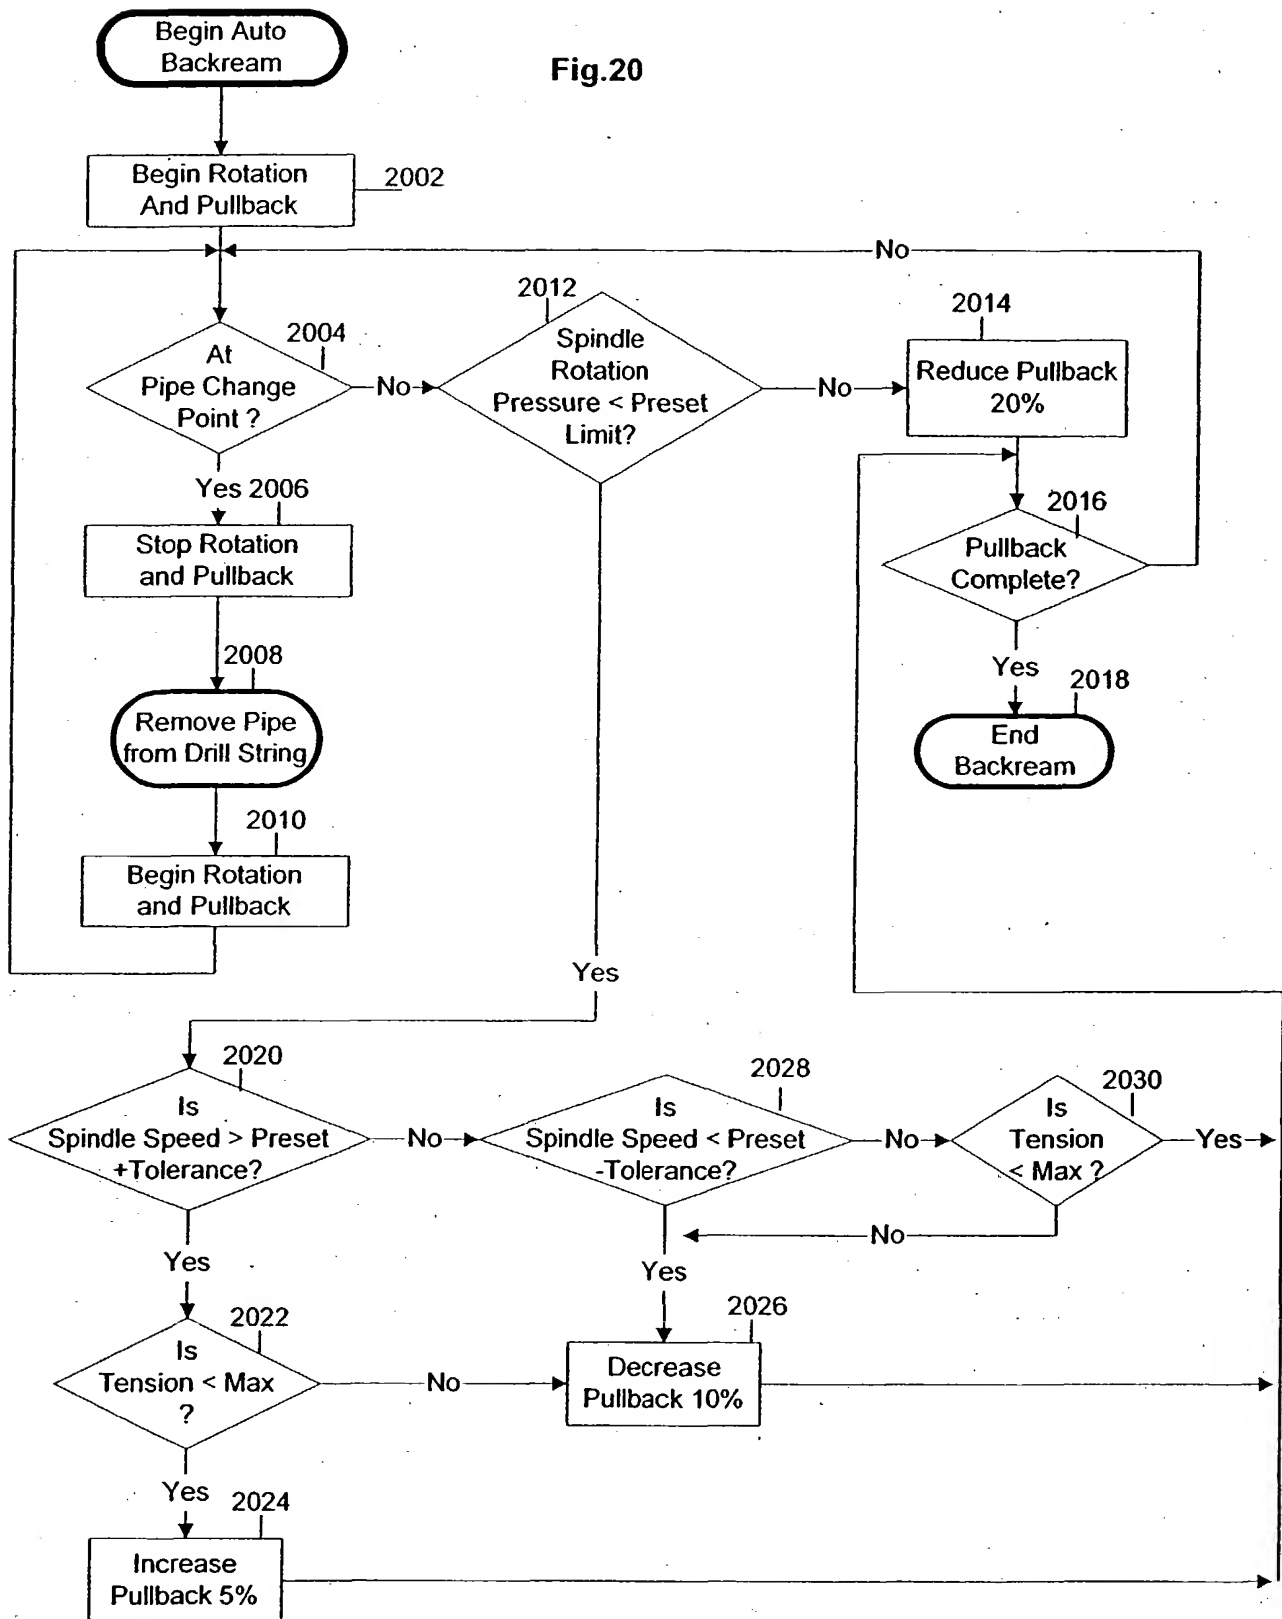 Begin Auto
Backream
Fig.20
Begin Rotation
And Pullback
2002
No
2012
2014
2004
At
Pipe Change
Point ?
No
Spindle
Rotation
Pressure < Preset
Limit?
No
Reduce Pullback
20%
Yes
2006
Stop Rotation
and Pullback
2016
Pullback
Complete?
2008
Remove Pipe
from Drill String
Yes
2018
End
Backream
2010
Begin Rotation
and Pullback
Yes
2020
Is
Spindle Speed > Preset
+Tolerance?
No
2028
Is
Spindle Speed < Preset
-Tolerance?
No
2030
Is
Tension
< Max ?
Yes
No
Yes
Yes
2022
Is
Tension < Max
?
No
2026
Decrease
Pullback 10%
Yes
2024
Increase
Pullback 5%